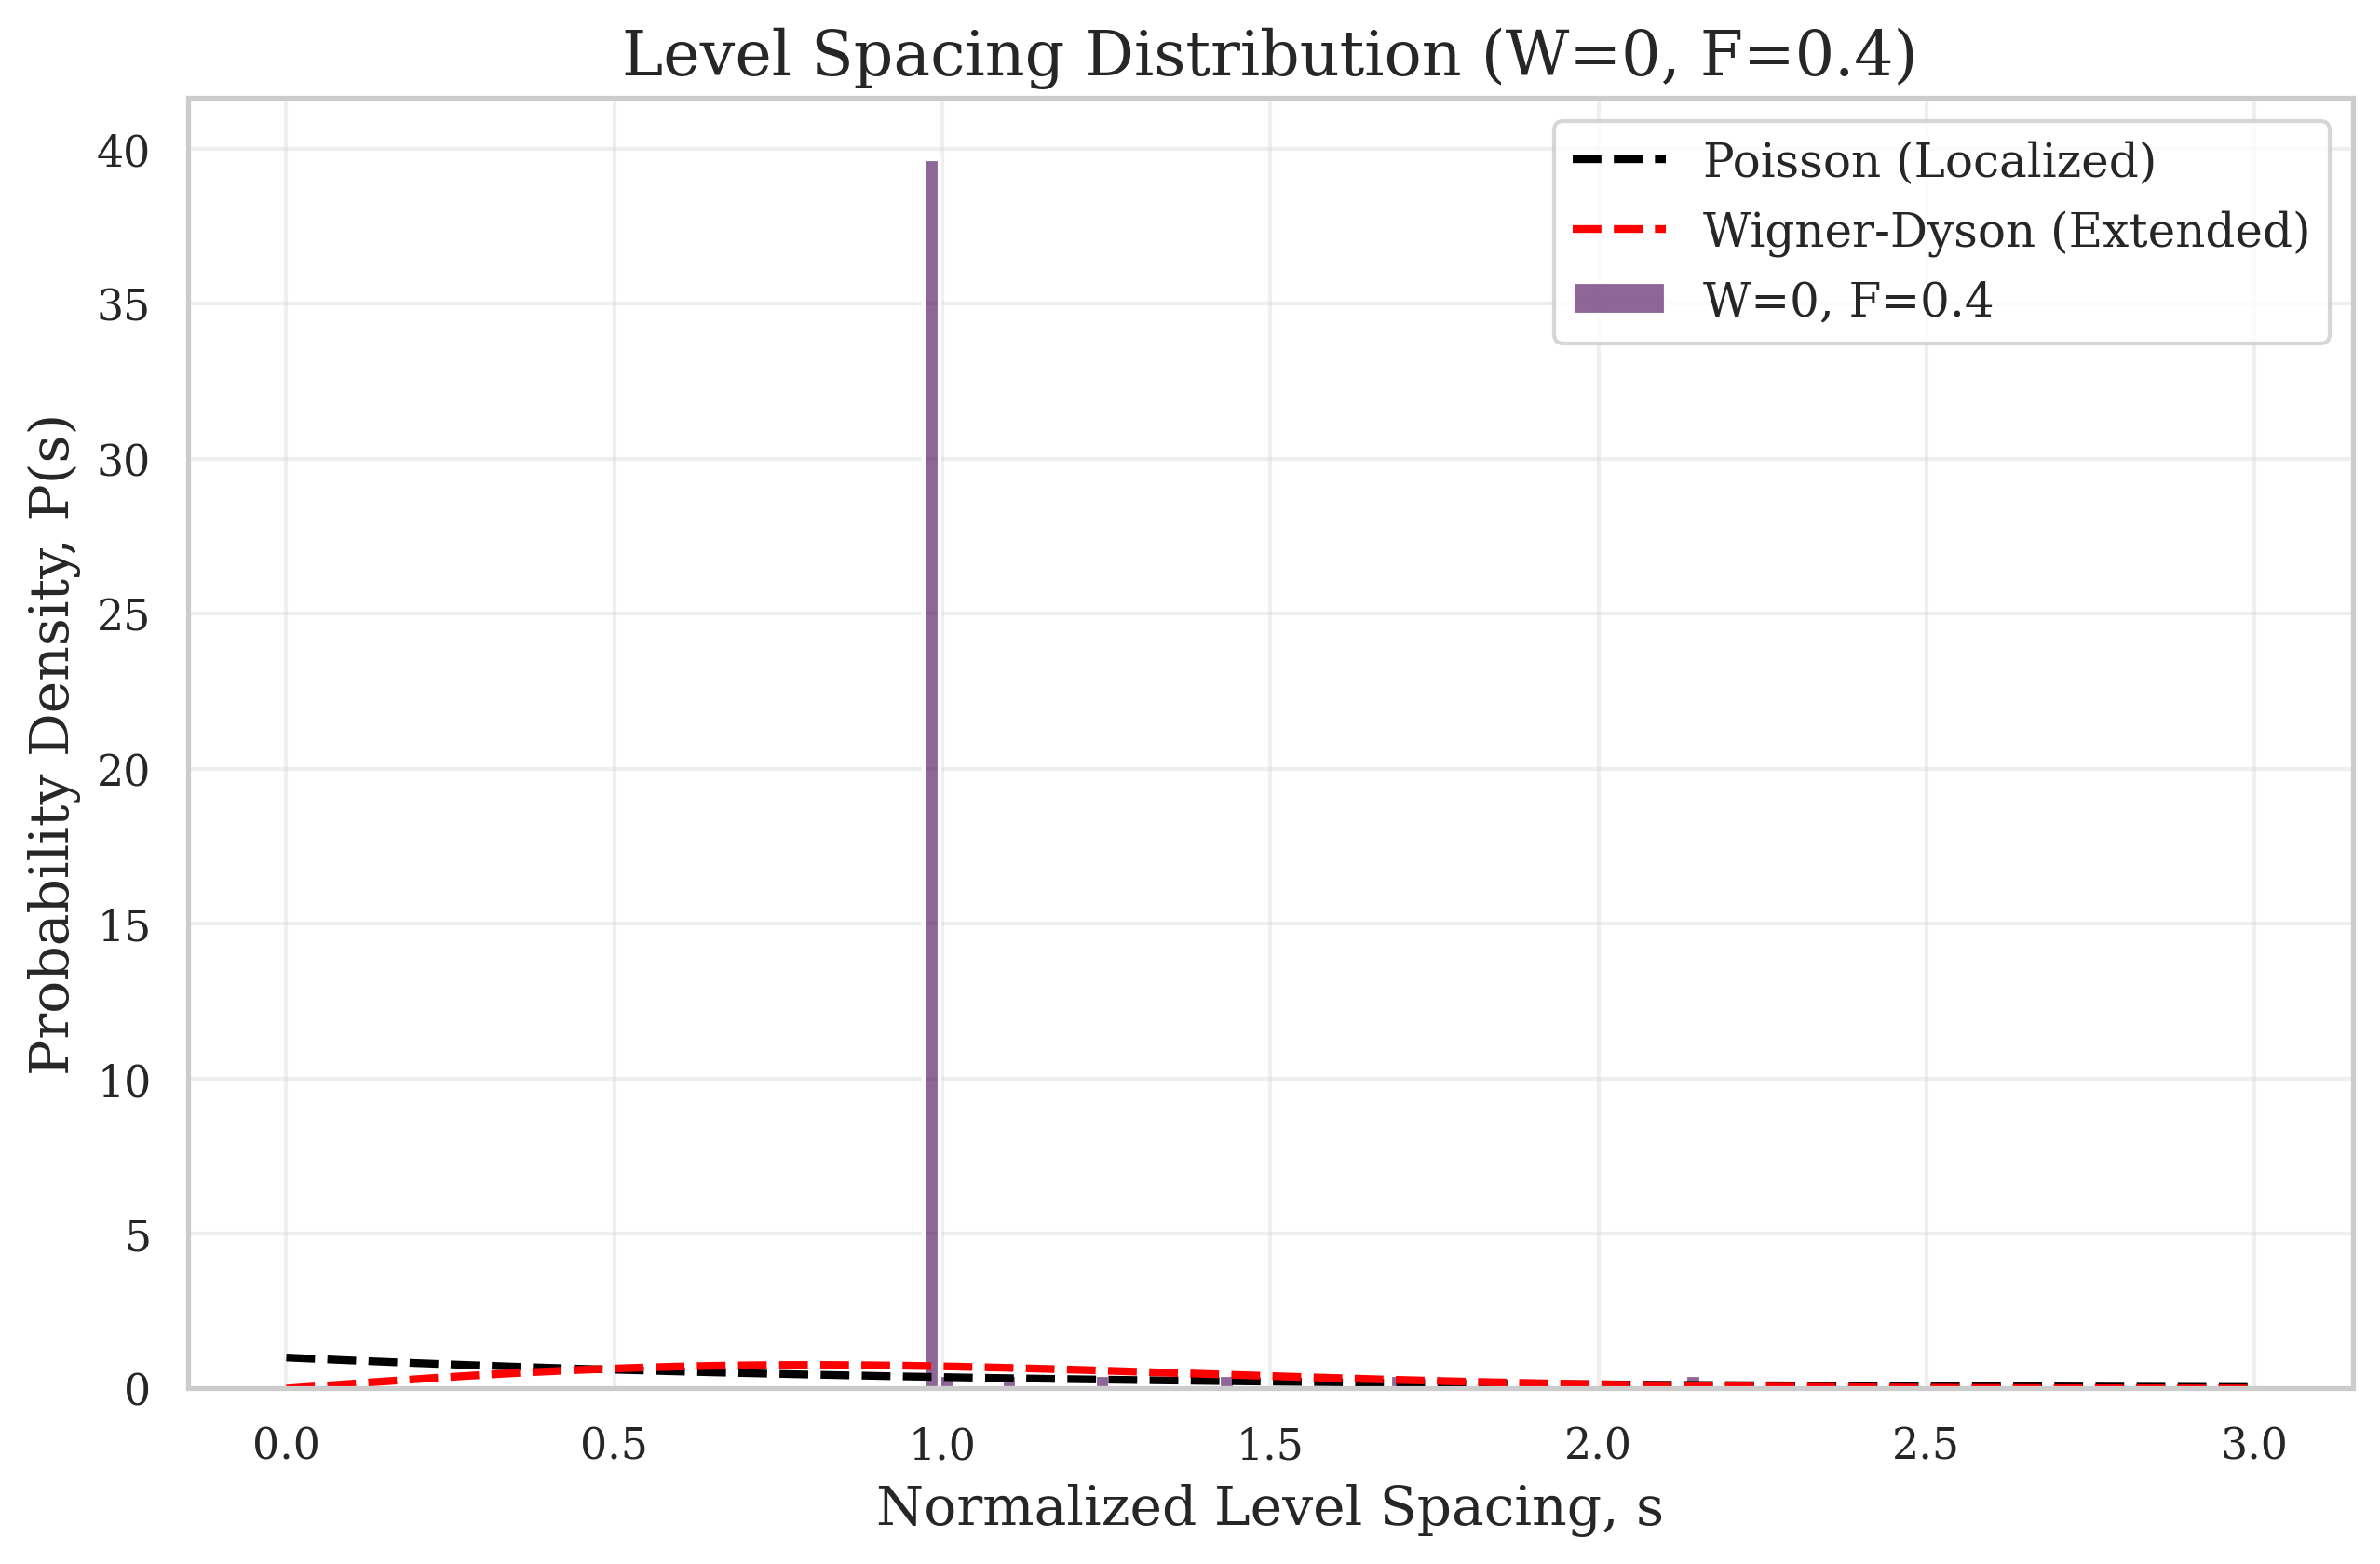 Level Spacing Distribution (W=0, F=0.4)
Poisson (Localized)
Wigner-Dyson (Extended)
W=0, F=0.4
Probability Density, P(s)
40
35
30
25
20
15
10
5
0
0.0 0.5 1.0 1.5 2.0 2.5 3.0
Normalized Level Spacing, s